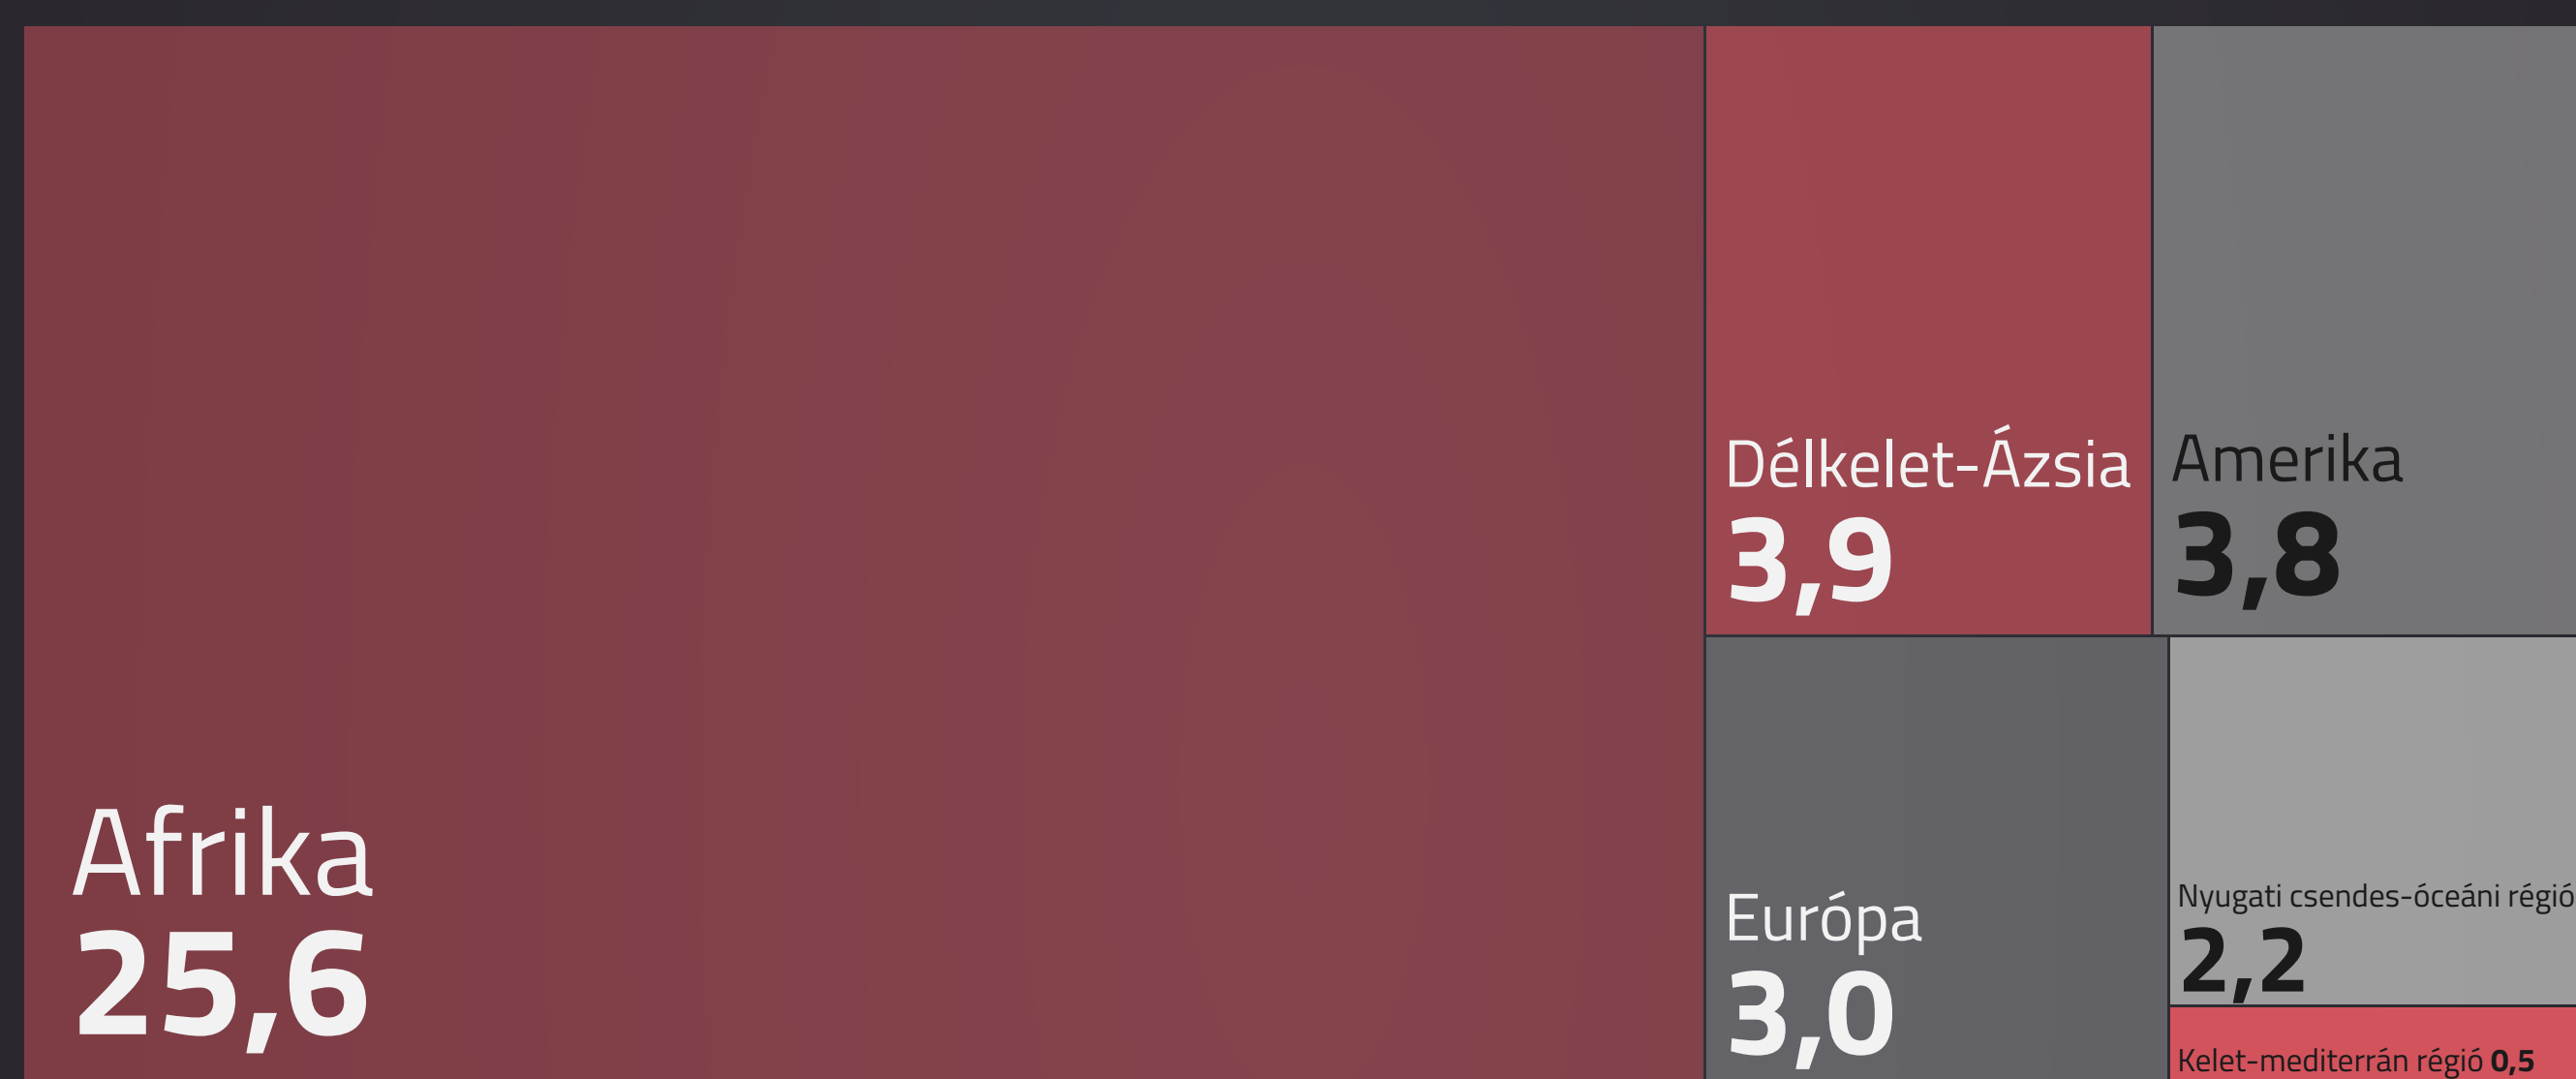 Afrika
25,6
Délkelet-Ázsia
3,9
Amerika
3,8
Európa
3,0
Nyugati csendes-óceáni régió
2,2
Kelet-mediterrán régió 0,5